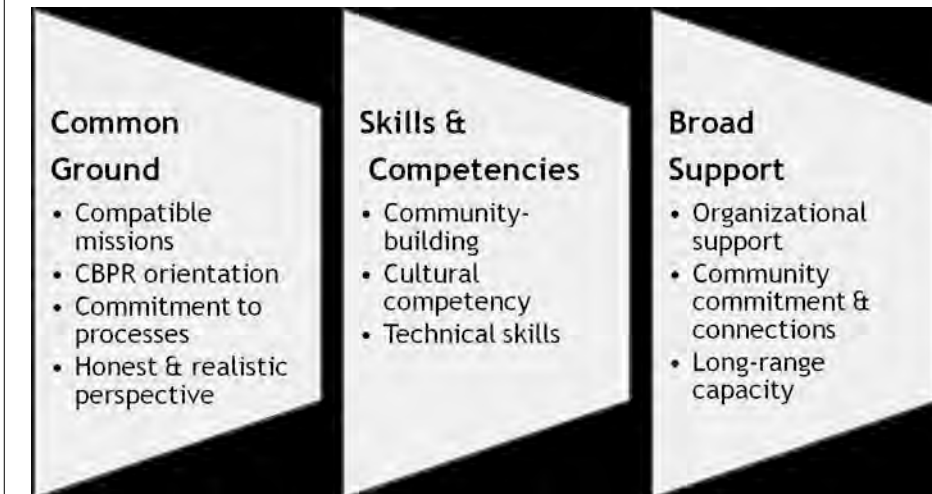 Common
Ground
• Compatible
missions
• CBPR orientation
• Commitment to
processes
• Honest & realistic
perspective
Skills &
Competencies
• Community-
building
• Cultural
competency
• Technical skills
Broad
Support
• Organizational
support
• Community
commitment &
connections
• Long-range
capacity